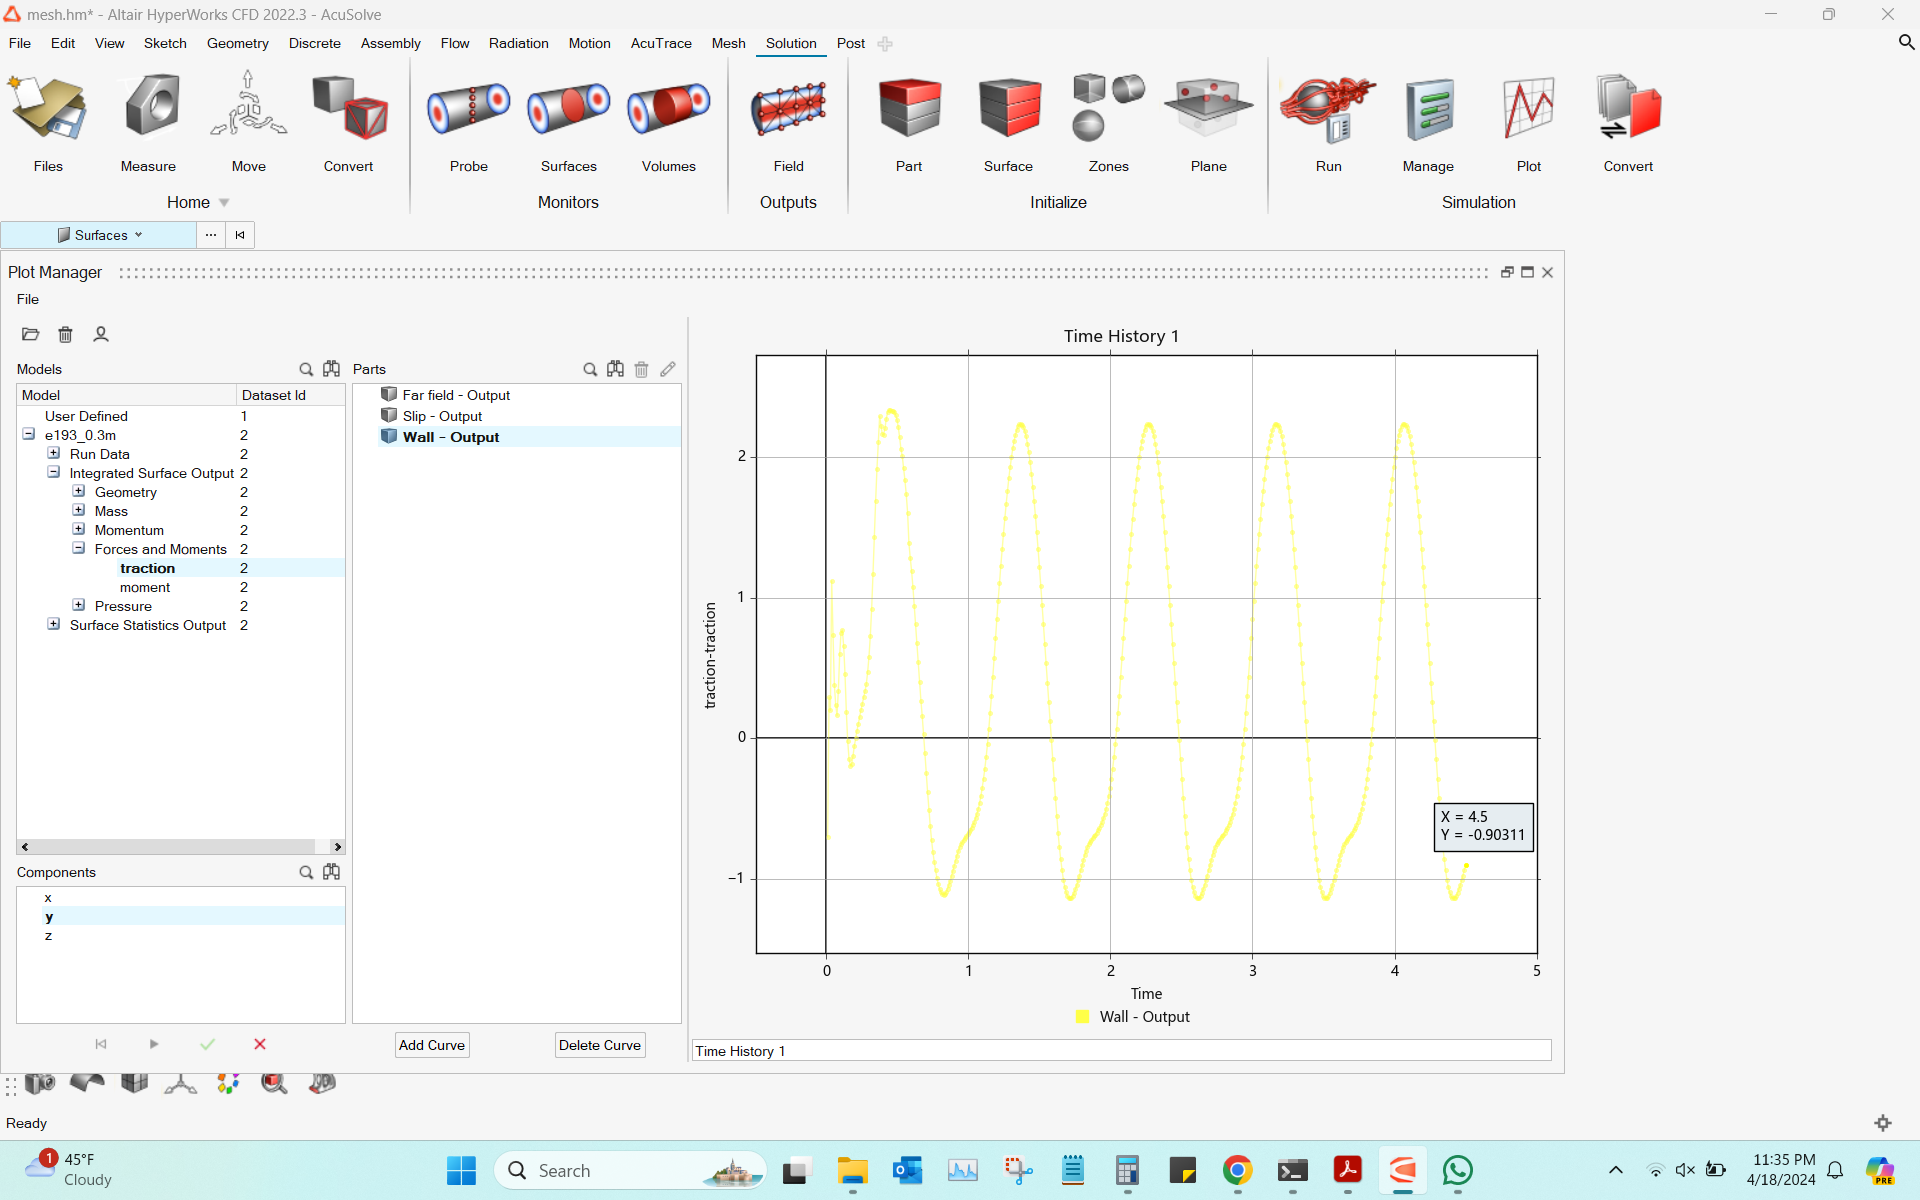 mesh.hm* - Altair HyperWorks CFD 2022.3 - AcuSolve
File Edit View Sketch Geometry Discrete Assembly Flow Radiation Motion AcuTrace Mesh Solution Post
Files Measure Move Convert Probe Surfaces Volumes Field Part Surface Zones Plane Run Manage Plot Convert
Home Monitors Outputs Initialize Simulation
Surfaces ...
Plot Manager
File
Models
Model Dataset Id
User Defined 1
e193_0.3m 2
Run Data 2
Integrated Surface Output 2
Geometry 2
Mass 2
Momentum 2
Forces and Moments 2
traction 2
moment 2
Pressure 2
Surface Statistics Output 2
Components
x
y
z
Parts
Far field - Output
Slip - Output
Wall - Output
Add Curve Delete Curve
Time History 1
traction-traction
2
1
0
-1
X = 4.5
Y = -0.90311
0 1 2 3 4 5
Time
Wall - Output
Time History 1
Ready
1
45°F
Cloudy
Search
PRE
11:35 PM
4/18/2024